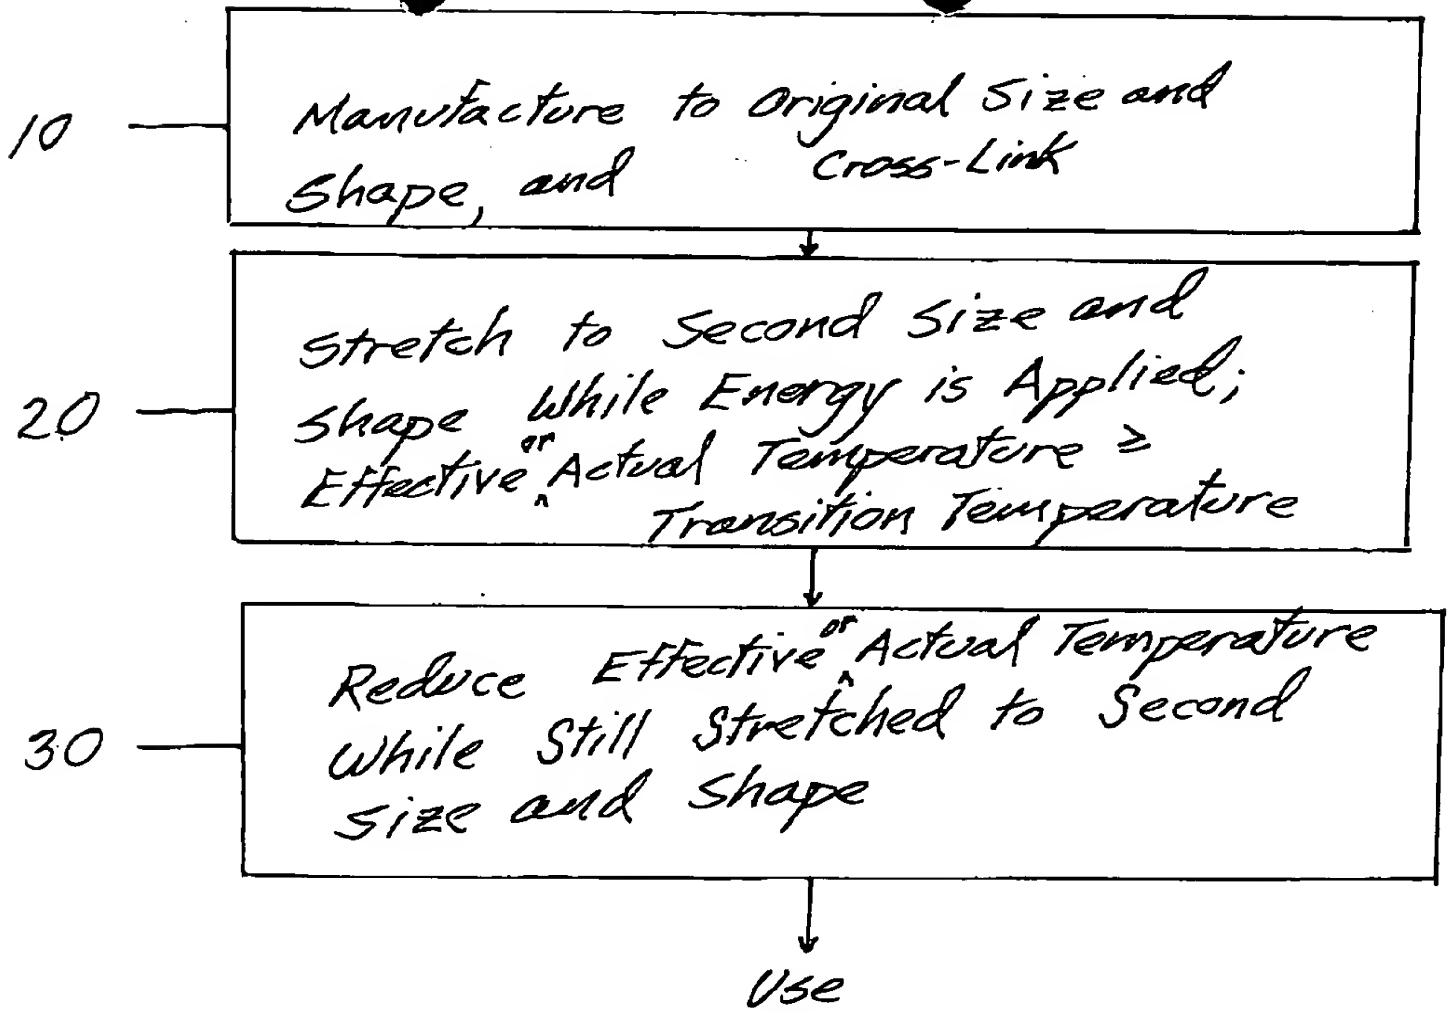 10
Manufacture to Original Size and
Shape, and Cross-Link
20
Stretch to Second Size and
Shape While Energy is Applied;
Effective or Actual Temperature ≥
Transition Temperature
30
Reduce Effective or Actual Temperature
While Still Stretched to Second
Size and Shape
Use